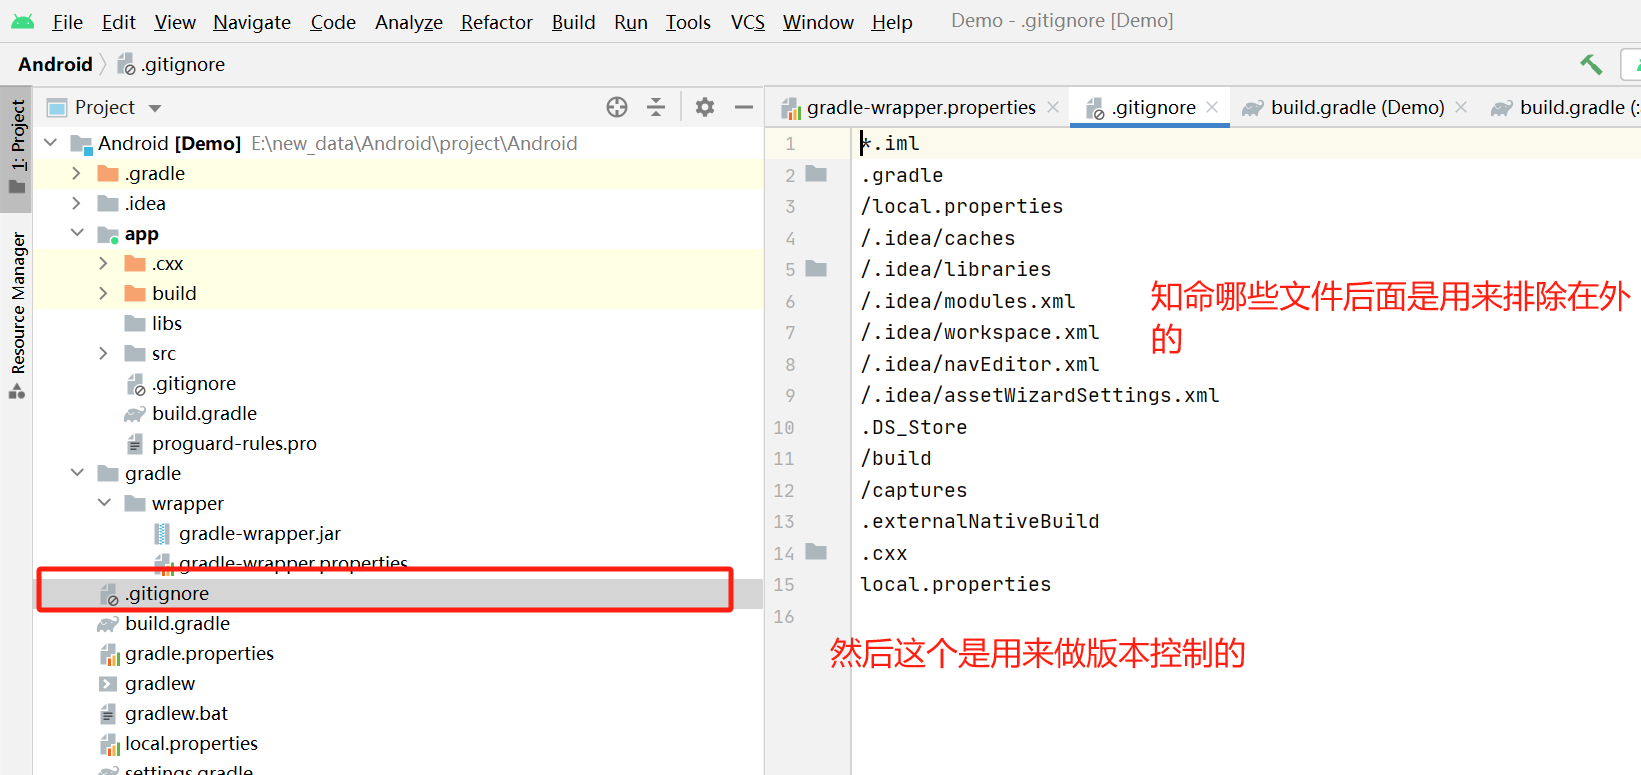 File Edit View Navigate Code Analyze Refactor Build Run Tools VCS Window Help Demo - .gitignore [Demo]
Android .gitignore
1: Project
Resource Manager
Project
Android [Demo] E:\new_data\Android\project\Android
.gradle
.idea
app
.cxx
build
libs
src
.gitignore
build.gradle
proguard-rules.pro
gradle
wrapper
gradle-wrapper.jar
gradle-wrapper.properties
.gitignore
build.gradle
gradle.properties
gradlew
gradlew.bat
local.properties
settings.gradle
gradle-wrapper.properties .gitignore build.gradle (Demo) build.gradle (:
1 *.iml
2 .gradle
3 /local.properties
4 /.idea/caches
5 /.idea/libraries
6 /.idea/modules.xml
7 /.idea/workspace.xml
8 /.idea/navEditor.xml
9 /.idea/assetWizardSettings.xml
10 .DS_Store
11 /build
12 /captures
13 .externalNativeBuild
14 .cxx
15 local.properties
16
知命哪些文件后面是用来排除在外
的
然后这个是用来做版本控制的